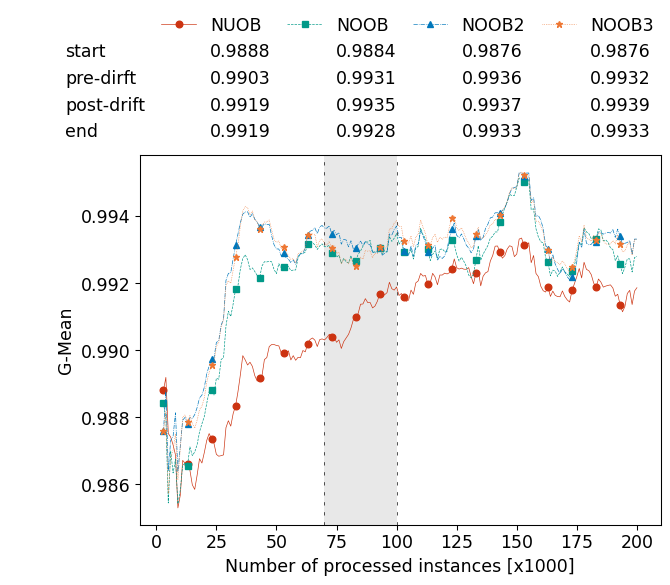 NUOB NOOB NOOB2 NOOB3
start 0.9888 0.9884 0.9876 0.9876
pre-dirft 0.9903 0.9931 0.9936 0.9932
post-drift 0.9919 0.9935 0.9937 0.9939
end 0.9919 0.9928 0.9933 0.9933
0.994
0.992
0.990
0.988
0.986
G-Mean
0 25 50 75 100 125 150 175 200
Number of processed instances [x1000]